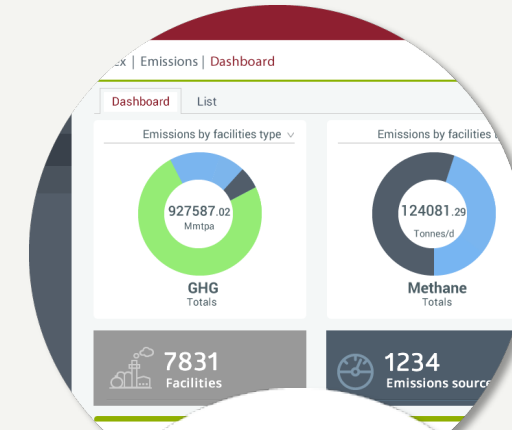 | Emissions | Dashboard
Dashboard List
Emissions by facilities type
Emissions by facilities
927587.02
Mmtpa
124081.29
Tonnes/d
GHG
Totals
Methane
Totals
7831
Facilities
1234
Emissions source